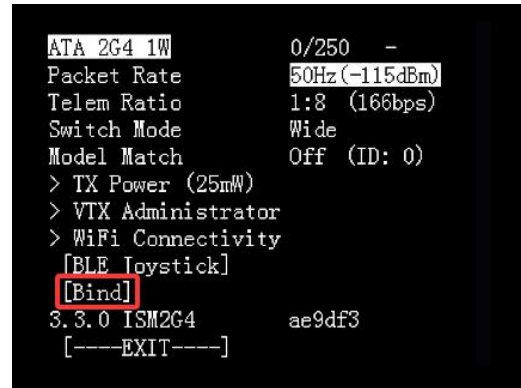 ATA 2G4 1W 0/250 -
Packet Rate 50Hz(-115dBm)
Telem Ratio 1:8 (166bps)
Switch Mode Wide
Model Match Off (ID: 0)
> TX Power (25mW)
> VTX Administrator
> WiFi Connectivity
[BLE Joystick]
[Bind]
3.3.0 ISM2G4 ae9df3
[----EXIT----]